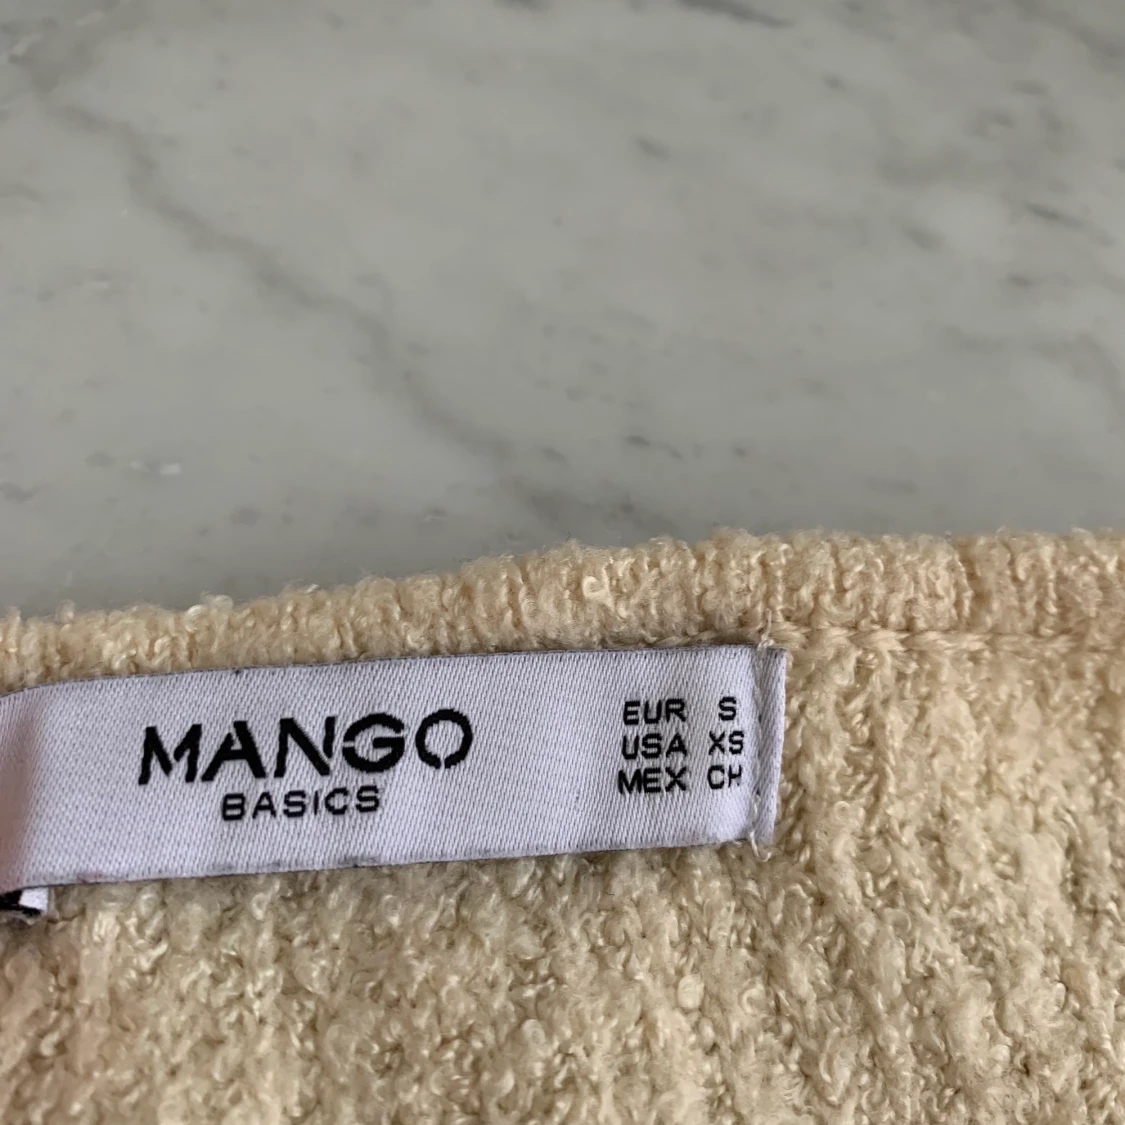 MANGO
BASICS
EUR S
USA XS
MEX CH